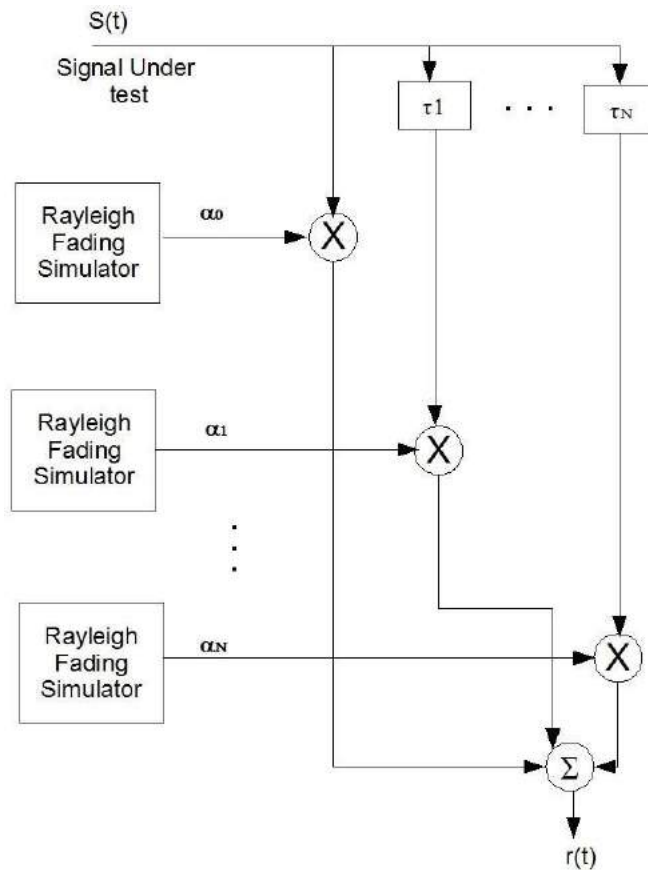 S(t)
Signal Under
test
τ1
. . .
τN
Rayleigh
Fading
Simulator
α0
X
Rayleigh
Fading
Simulator
α1
X
Rayleigh
Fading
Simulator
αN
X
Σ
r(t)